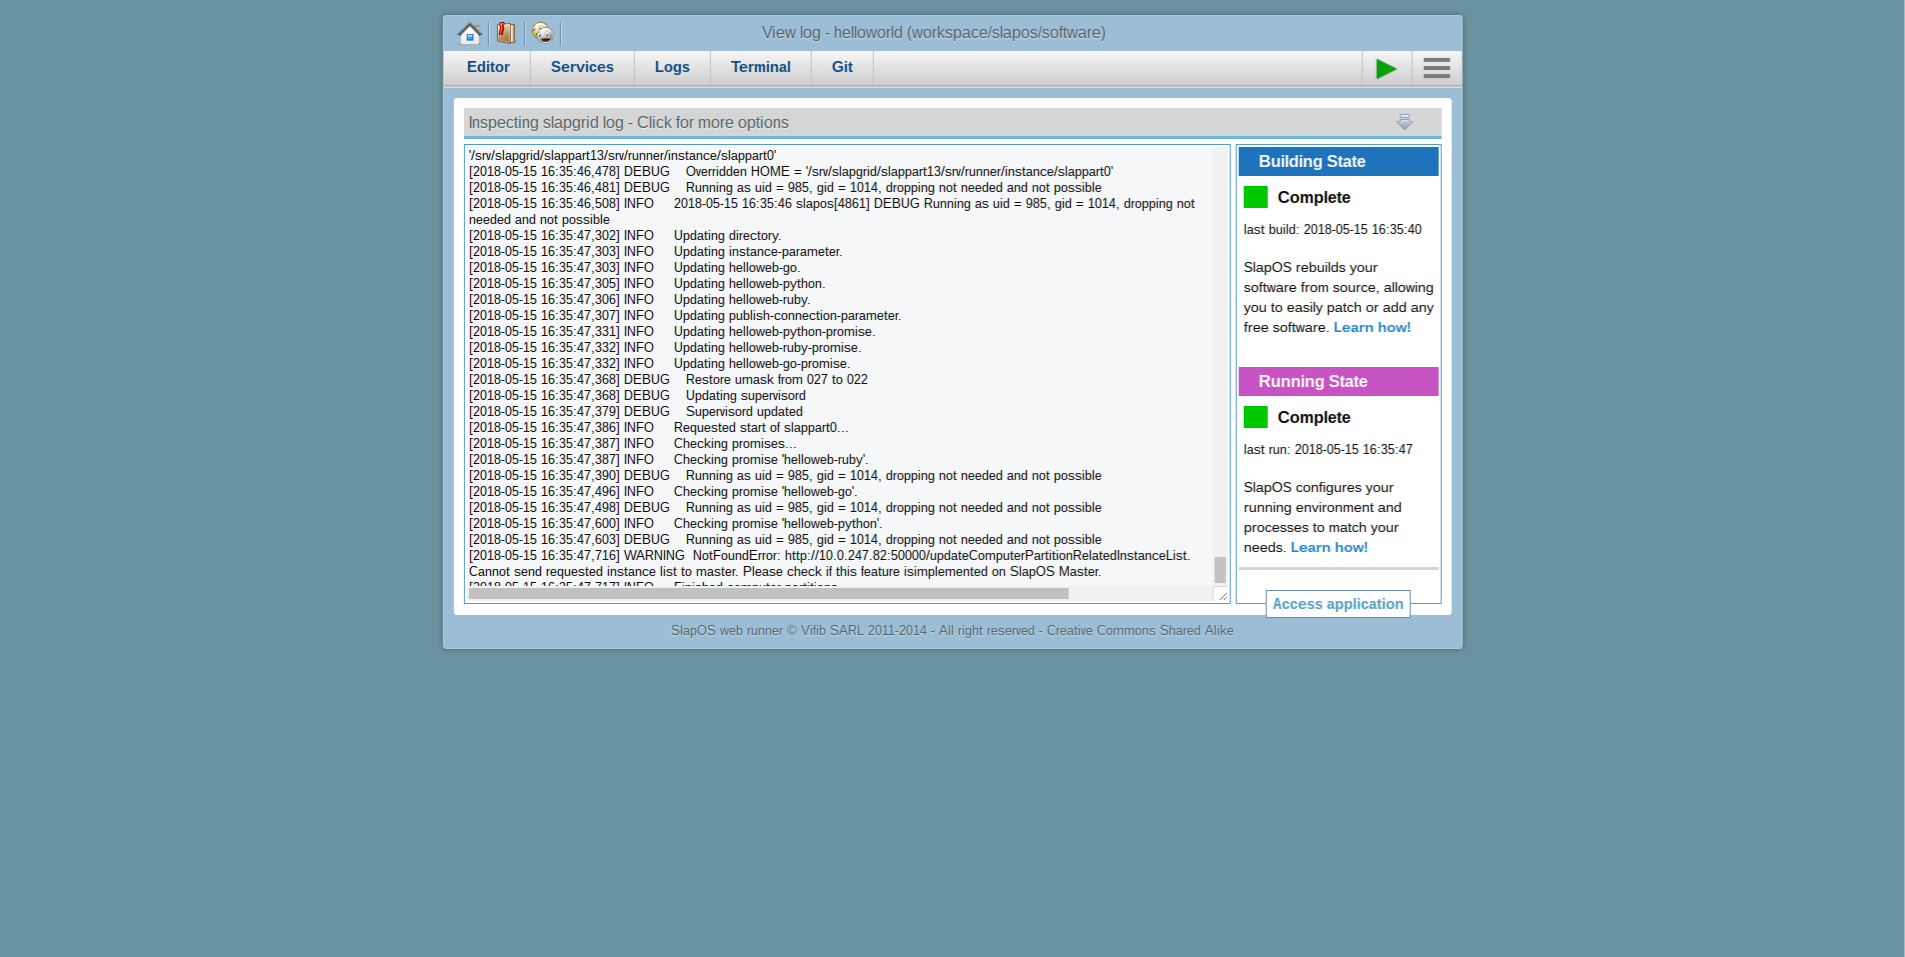 View log - helloworld (workspace/slapos/software)
Editor Services Logs Terminal Git
Inspecting slapgrid log - Click for more options
'/srv/slapgrid/slappart13/srv/runner/instance/slappart0'
[2018-05-15 16:35:46,478] DEBUG Overridden HOME = '/srv/slapgrid/slappart13/srv/runner/instance/slappart0'
[2018-05-15 16:35:46,481] DEBUG Running as uid = 985, gid = 1014, dropping not needed and not possible
[2018-05-15 16:35:46,508] INFO 2018-05-15 16:35:46 slapos[4861] DEBUG Running as uid = 985, gid = 1014, dropping not
needed and not possible
[2018-05-15 16:35:47,302] INFO Updating directory.
[2018-05-15 16:35:47,303] INFO Updating instance-parameter.
[2018-05-15 16:35:47,303] INFO Updating helloweb-go.
[2018-05-15 16:35:47,305] INFO Updating helloweb-python.
[2018-05-15 16:35:47,306] INFO Updating helloweb-ruby.
[2018-05-15 16:35:47,307] INFO Updating publish-connection-parameter.
[2018-05-15 16:35:47,331] INFO Updating helloweb-python-promise.
[2018-05-15 16:35:47,332] INFO Updating helloweb-ruby-promise.
[2018-05-15 16:35:47,332] INFO Updating helloweb-go-promise.
[2018-05-15 16:35:47,368] DEBUG Restore umask from 027 to 022
[2018-05-15 16:35:47,368] DEBUG Updating supervisord
[2018-05-15 16:35:47,379] DEBUG Supervisord updated
[2018-05-15 16:35:47,386] INFO Requested start of slappart0...
[2018-05-15 16:35:47,387] INFO Checking promises...
[2018-05-15 16:35:47,387] INFO Checking promise 'helloweb-ruby'.
[2018-05-15 16:35:47,390] DEBUG Running as uid = 985, gid = 1014, dropping not needed and not possible
[2018-05-15 16:35:47,496] INFO Checking promise 'helloweb-go'.
[2018-05-15 16:35:47,498] DEBUG Running as uid = 985, gid = 1014, dropping not needed and not possible
[2018-05-15 16:35:47,600] INFO Checking promise 'helloweb-python'.
[2018-05-15 16:35:47,603] DEBUG Running as uid = 985, gid = 1014, dropping not needed and not possible
[2018-05-15 16:35:47,716] WARNING NotFoundError: http://10.0.247.82:50000/updateComputerPartitionRelatedInstanceList.
Cannot send requested instance list to master. Please check if this feature isimplemented on SlapOS Master.
Building State
Complete
last build: 2018-05-15 16:35:40
SlapOS rebuilds your
software from source, allowing
you to easily patch or add any
free software. Learn how!
Running State
Complete
last run: 2018-05-15 16:35:47
SlapOS configures your
running environment and
processes to match your
needs. Learn how!
Access application
SlapOS web runner © Vifib SARL 2011-2014 - All right reserved - Creative Commons Shared Alike